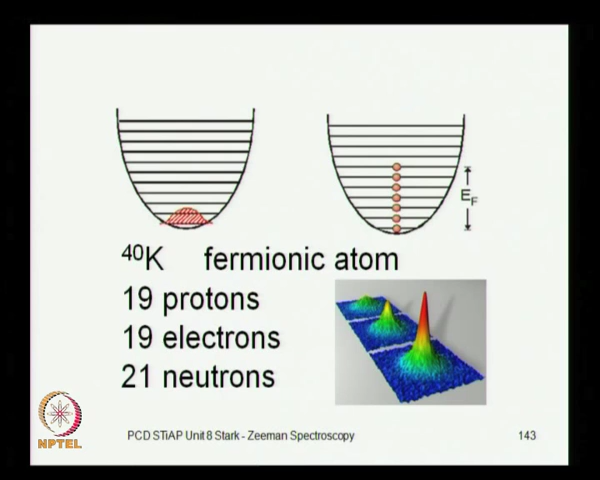 E_F
⁴⁰K fermionic atom
19 protons
19 electrons
21 neutrons
NPTEL
PCD STiAP Unit 8 Stark - Zeeman Spectroscopy 143